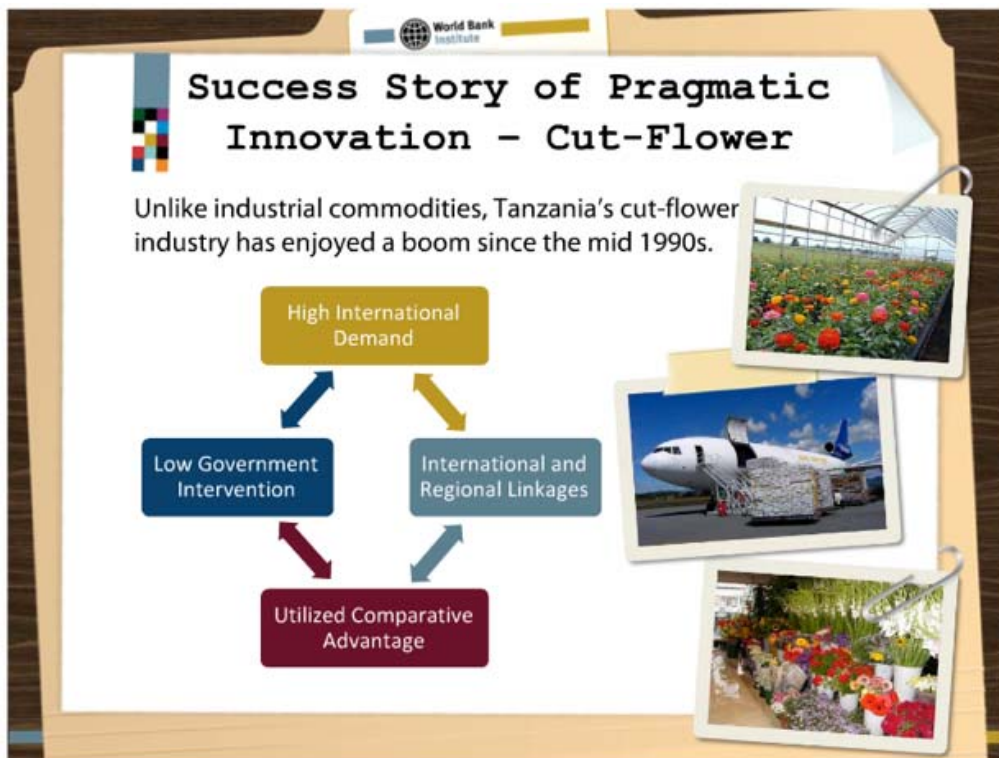 World Bank
Institute
Success Story of Pragmatic
Innovation – Cut-Flower
Unlike industrial commodities, Tanzania's cut-flower
industry has enjoyed a boom since the mid 1990s.
High International
Demand
Low Government
Intervention
International and
Regional Linkages
Utilized Comparative
Advantage